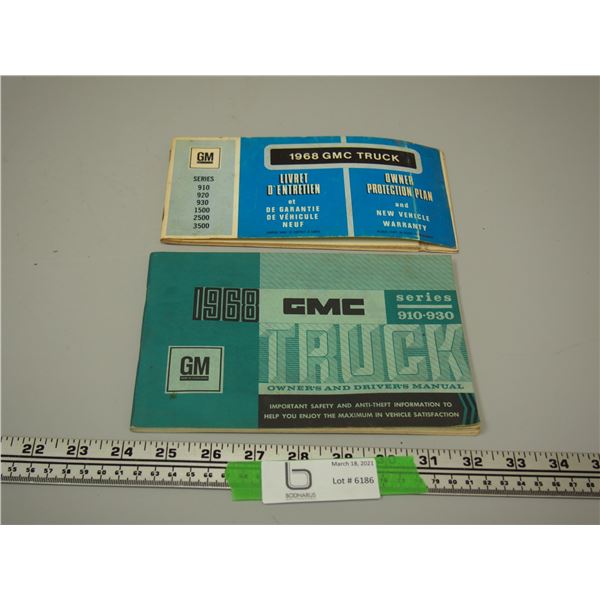 GM
SERIES
910
920
930
1500
2500
3500
1968 GMC TRUCK
LIVRET
D'ENTRETIEN
et
DE GARANTIE
DE VÉHICULE
NEUF
OWNER
PROTECTION PLAN
and
NEW VEHICLE
WARRANTY
1968 GMC
series
910-930
TRUCK
GM
OWNER'S AND DRIVER'S MANUAL
IMPORTANT SAFETY AND ANTI-THEFT INFORMATION TO
HELP YOU ENJOY THE MAXIMUM IN VEHICLE SATISFACTION
22 23 24 25 26 27 30 31 32 33 34
b
BODNARUS
March 18, 2021
Lot # 6186